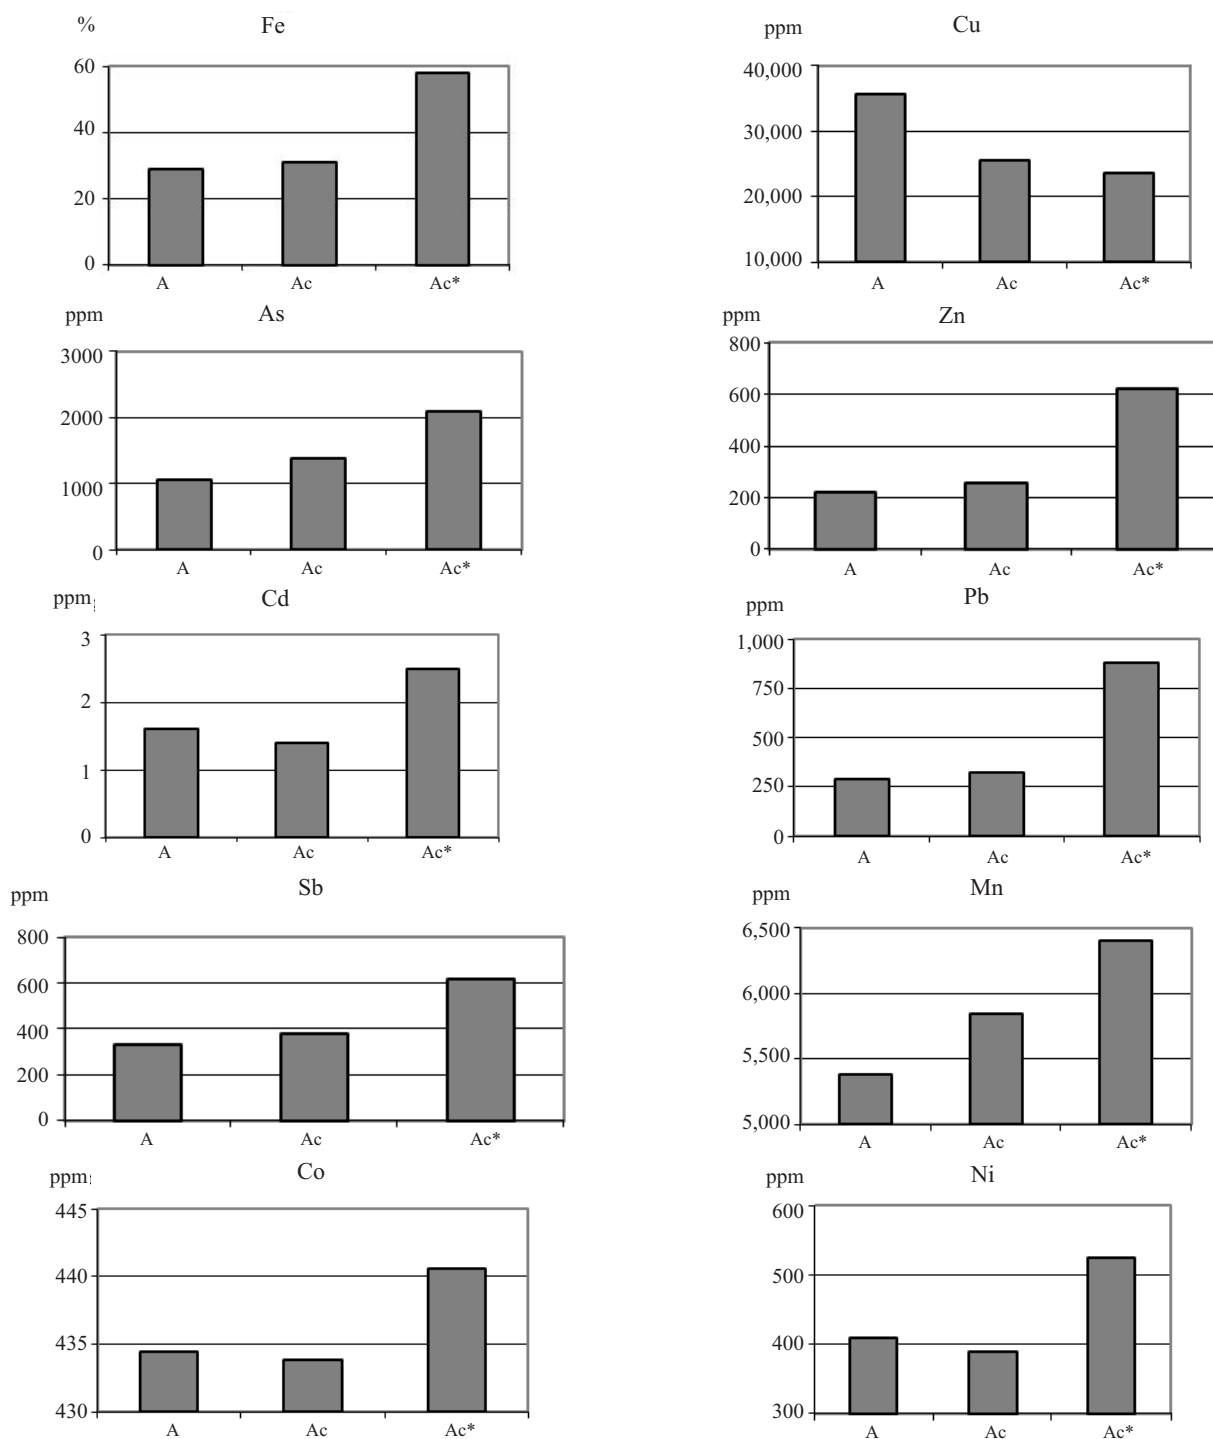 % Fe
60
40
20
0
A Ac Ac*
ppm Cu
40,000
30,000
20,000
10,000
A Ac Ac*
ppm As
3000
2000
1000
0
A Ac Ac*
ppm Zn
800
600
400
200
0
A Ac Ac*
ppm Cd
3
2
1
0
A Ac Ac*
Pb
ppm
1,000
750
500
250
0
A Ac Ac*
Sb
ppm
800
600
400
200
0
A Ac Ac*
Mn
ppm
6,500
6,000
5,500
5,000
A Ac Ac*
ppm Co
445
440
435
430
A Ac Ac*
ppm Ni
600
500
400
300
A Ac Ac*